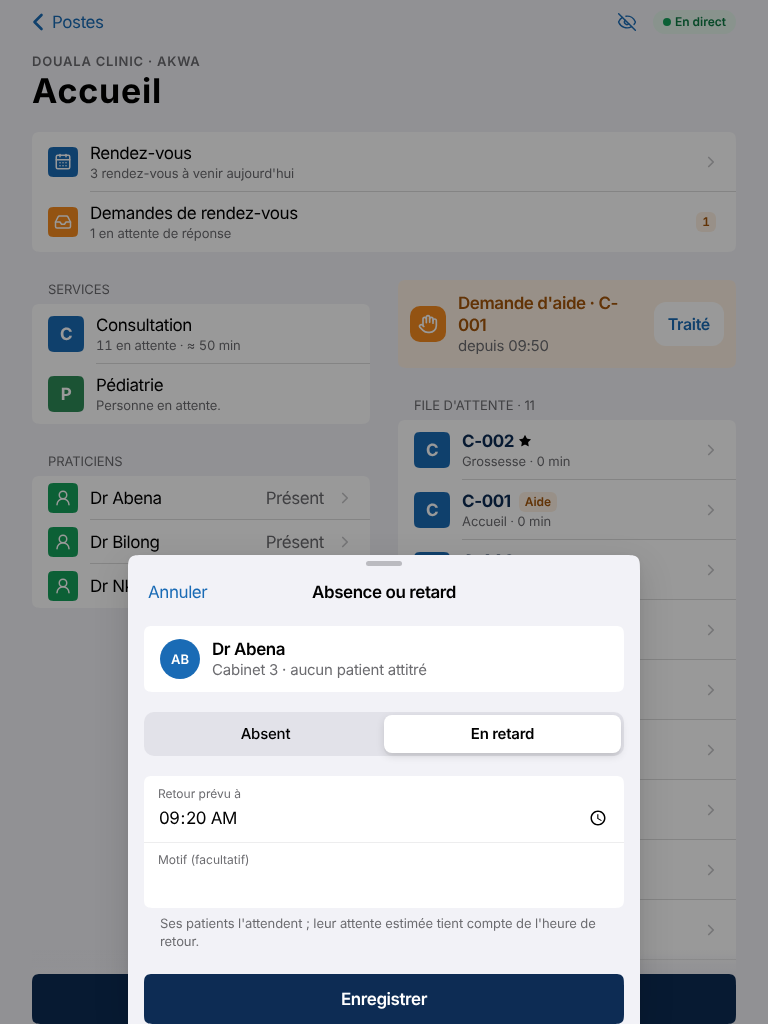 Postes
En direct
DOUALA CLINIC · AKWA
Accueil
Rendez-vous
3 rendez-vous à venir aujourd'hui
Demandes de rendez-vous
1 en attente de réponse
1
SERVICES
C
Consultation
11 en attente · ≈ 50 min
P
Pédiatrie
Personne en attente.
PRATICIENS
Dr Abena
Présent
Dr Bilong
Présent
Demande d'aide · C-
001
depuis 09:50
Traité
FILE D'ATTENTE · 11
C
C-002
Grossesse · 0 min
C
C-001
Aide
Accueil · 0 min
Annuler
Absence ou retard
AB
Dr Abena
Cabinet 3 · aucun patient attitré
Absent
En retard
Retour prévu à
09:20 AM
Motif (facultatif)
Ses patients l'attendent ; leur attente estimée tient compte de l'heure de
retour.
Enregistrer